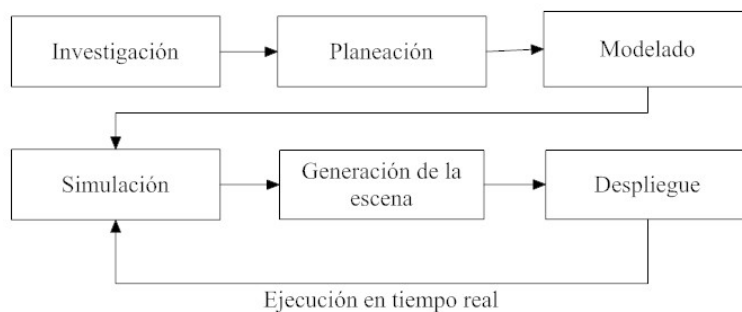 Investigación
Planeación
Modelado
Simulación
Generación de la
escena
Despliegue
Ejecución en tiempo real